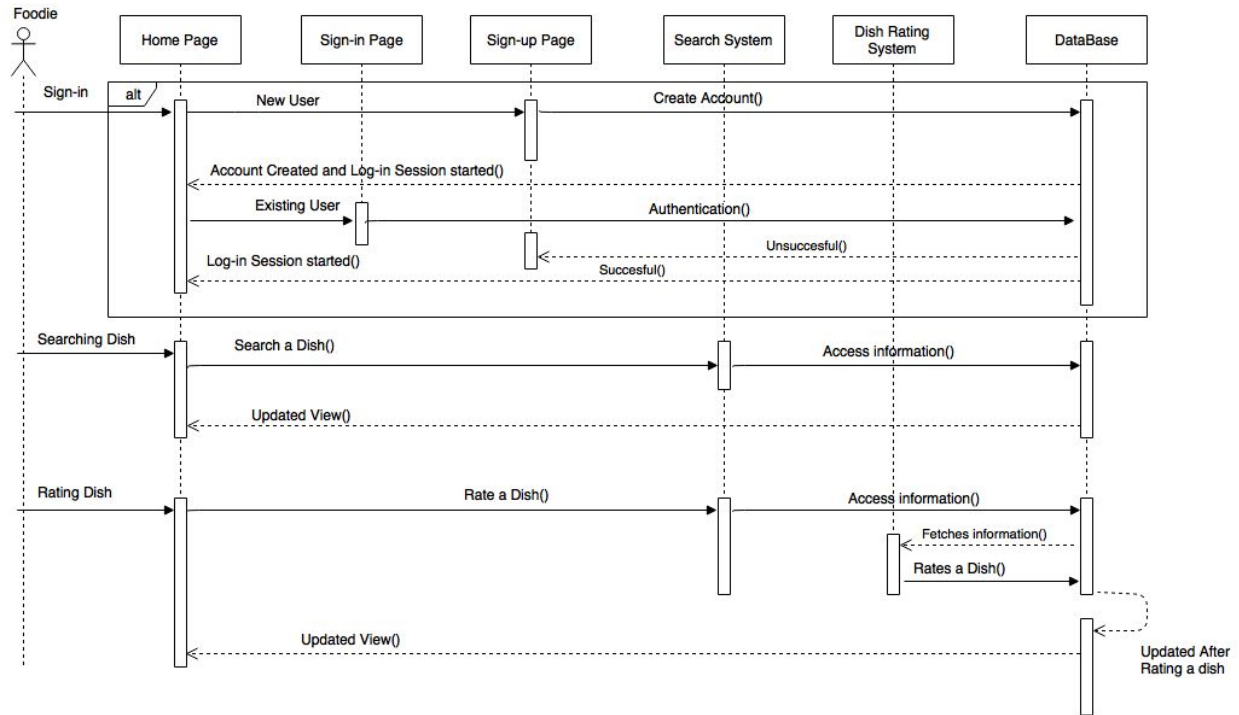 Foodie
Home Page
Sign-in Page
Sign-up Page
Search System
Dish Rating
System
DataBase
Sign-in
alt
New User
Create Account()
Account Created and Log-in Session started()
Existing User
Authentication()
Unsuccesful()
Log-in Session started()
Succesful()
Searching Dish
Search a Dish()
Access information()
Updated View()
Rating Dish
Rate a Dish()
Access information()
Fetches information()
Rates a Dish()
Updated View()
Updated After
Rating a dish